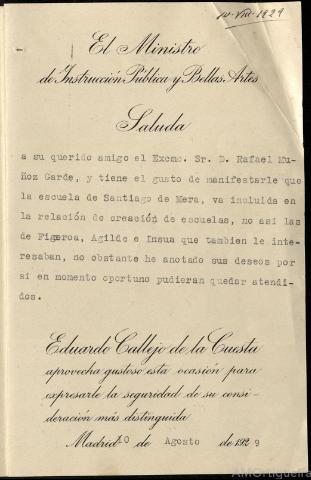 10-VIII-1929
El Ministro
de Instrucción Pública y Bellas Artes
Saluda
a su querido amigo el Excmo. Sr. D. Rafael Mu-
ñoz Garde, y tiene el gusto de manifestarle que
la escuela de Santiago de Mera, va incluida en
la relación de creación de escuelas, no así las
de Figeroa, Agilde e Insua que tambien le inte-
resaban, no obstante he anotado sus deseos por
si en momento oportuno pudieran quedar atendi-
dos.
Eduardo Callejo de la Cuesta
aprovecha gustoso esta ocasión para
expresarle la seguridad de su consi-
deración más distinguida
Madrid 10 de Agosto de 1929
AMOrtigueira